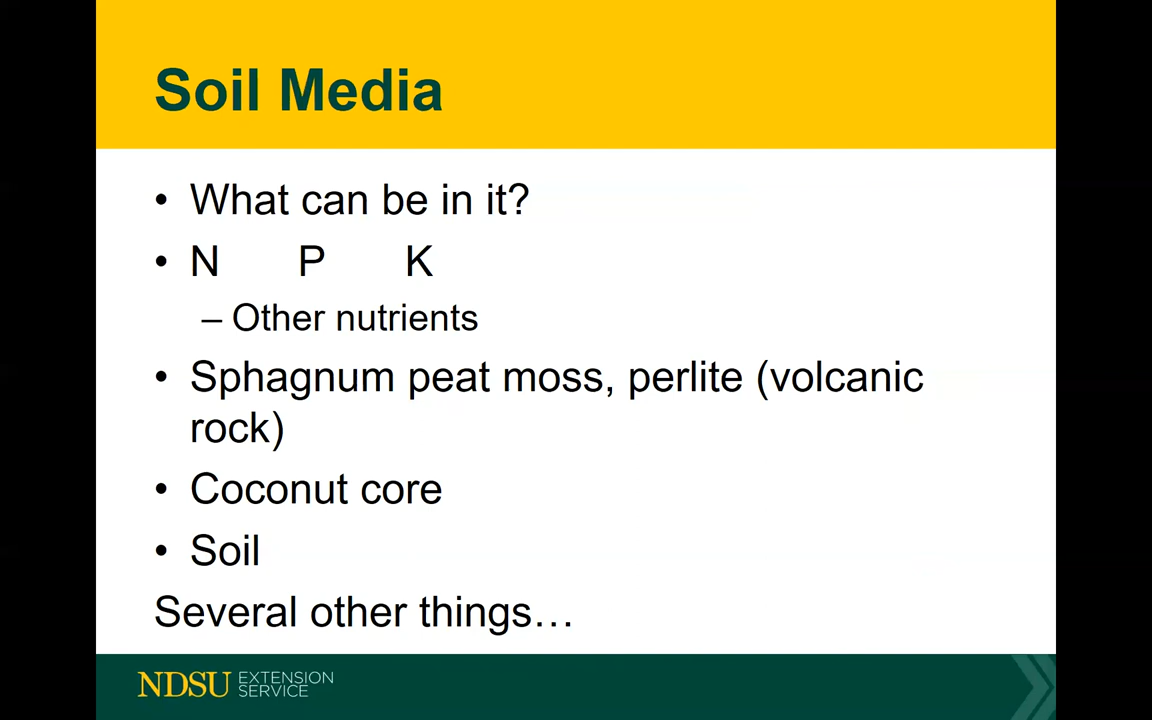 Soil Media
• What can be in it?
• N P K
– Other nutrients
• Sphagnum peat moss, perlite (volcanic
rock)
• Coconut core
• Soil
Several other things…
NDSU EXTENSION
SERVICE